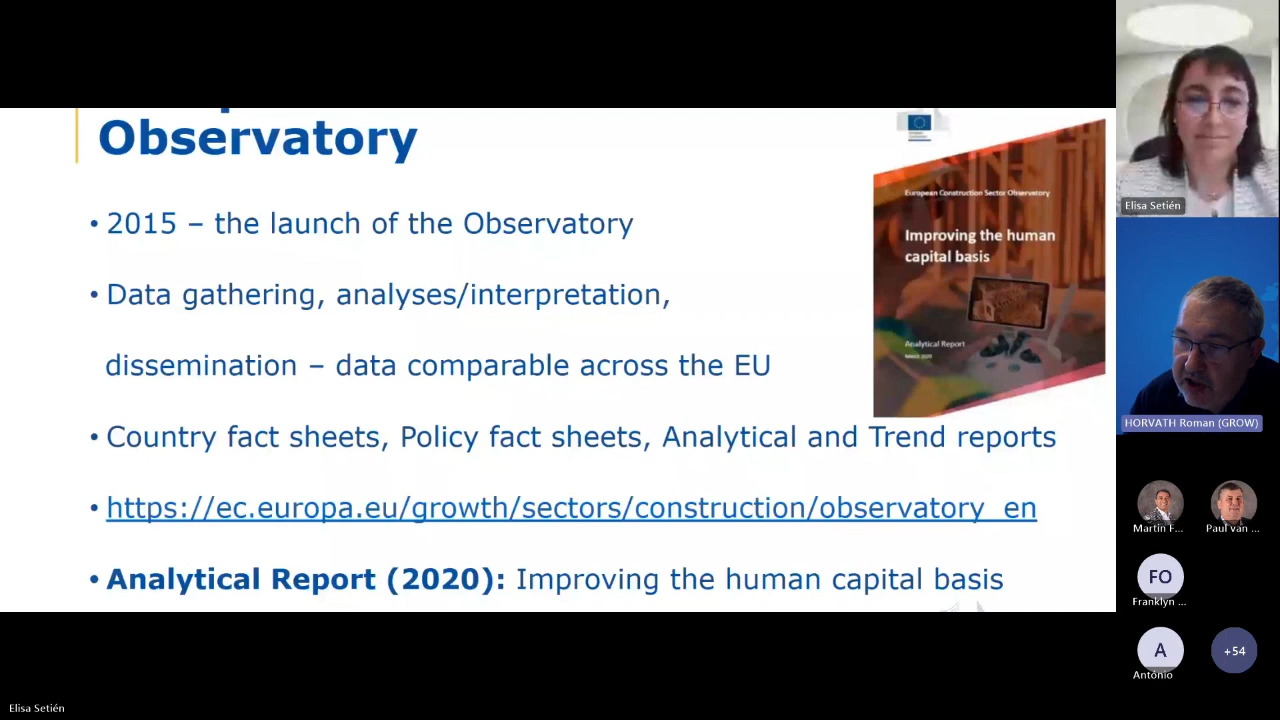 Observatory
• 2015 – the launch of the Observatory
• Data gathering, analyses/interpretation,
dissemination – data comparable across the EU
• Country fact sheets, Policy fact sheets, Analytical and Trend reports
• https://ec.europa.eu/growth/sectors/construction/observatory_en
• Analytical Report (2020): Improving the human capital basis
European Construction Sector Observatory
Improving the human
capital basis
Analytical Report
March 2020
Elisa Setién
HORVATH Roman (GROW)
Martin F...
Paul van ...
FO
Franklyn ...
A
António
+54
Elisa Setién